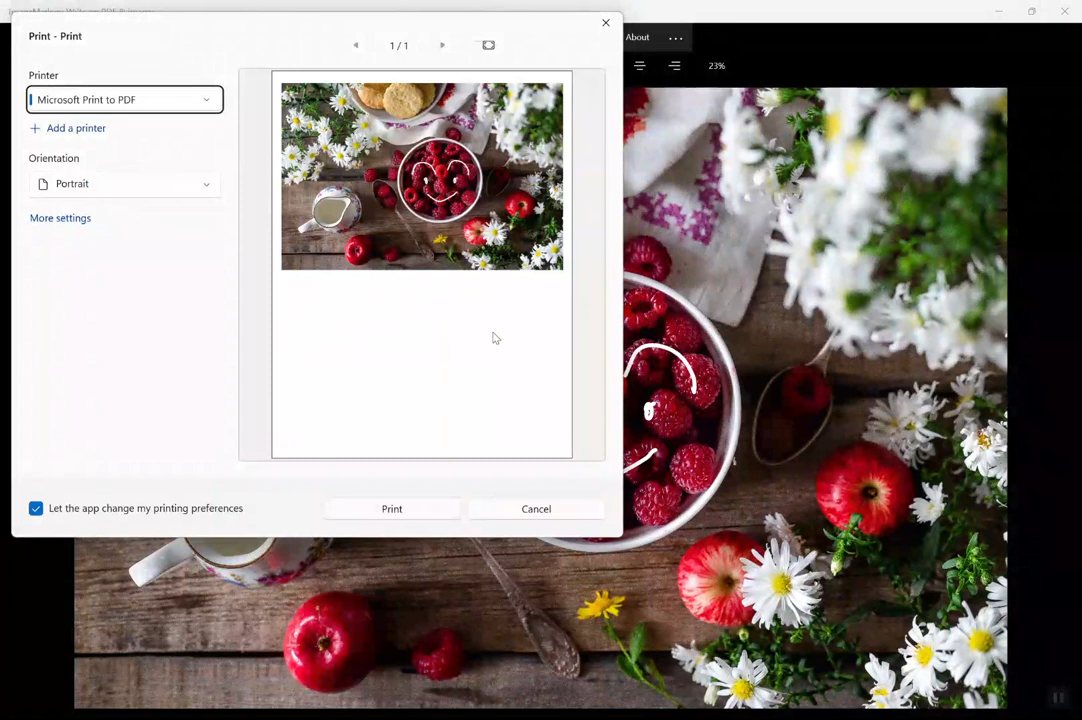 Print - Print
1 / 1
About
23%
Printer
Microsoft Print to PDF
Add a printer
Orientation
Portrait
More settings
Let the app change my printing preferences
Print
Cancel